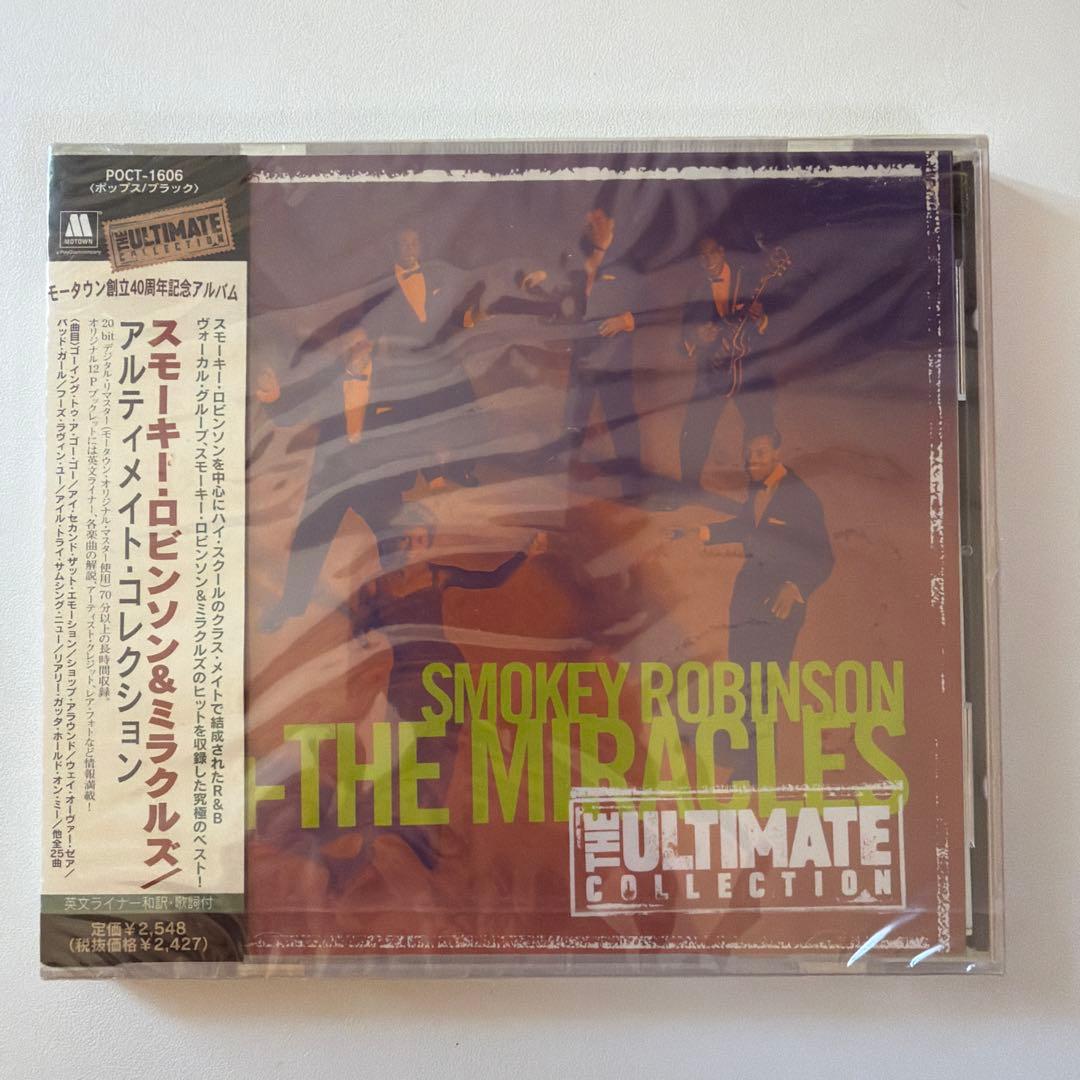 POCT-1606
〈ポップス/ブラック〉
M
MOTOWN
a PolyGram company
THE ULTIMATE
COLLECTION
モータウン創立40周年記念アルバム
スモーキー・ロビンソンを中心にハイ・スクールのクラス・メイトで結成されたR&B
ヴォーカル・グループ、スモーキー・ロビンソン&ミラクルズのヒットを収録した究極のベスト!
スモーキー・ロビンソン&ミラクルズ/
アルティメイト・コレクション
20bitデジタル・リマスター(モータウン・オリジナル・マスター使用)70分以上の長時間収録。
オリジナル12Pブックレットには英文ライナー、各楽曲の解説、アーティスト・クレジット、レア・フォトなど情報満載!
〈曲目〉ゴーイング・トゥ・ア・ゴー・ゴー/アイ・セカンド・ザット・エモーション/ショップ・アラウンド/ウェイ・オーヴァー・ゼア/
バッド・ガール/フーズ・ラヴィン・ユー/アイル・トライ・サムシング・ニュー/リアリー・ガッタ・ホールド・オン・ミー/他全25曲
英文ライナー和訳・歌詞付
定価¥2,548
(税抜価格¥2,427)
SMOKEY ROBINSON
+THE MIRACLES
THE ULTIMATE
COLLECTION